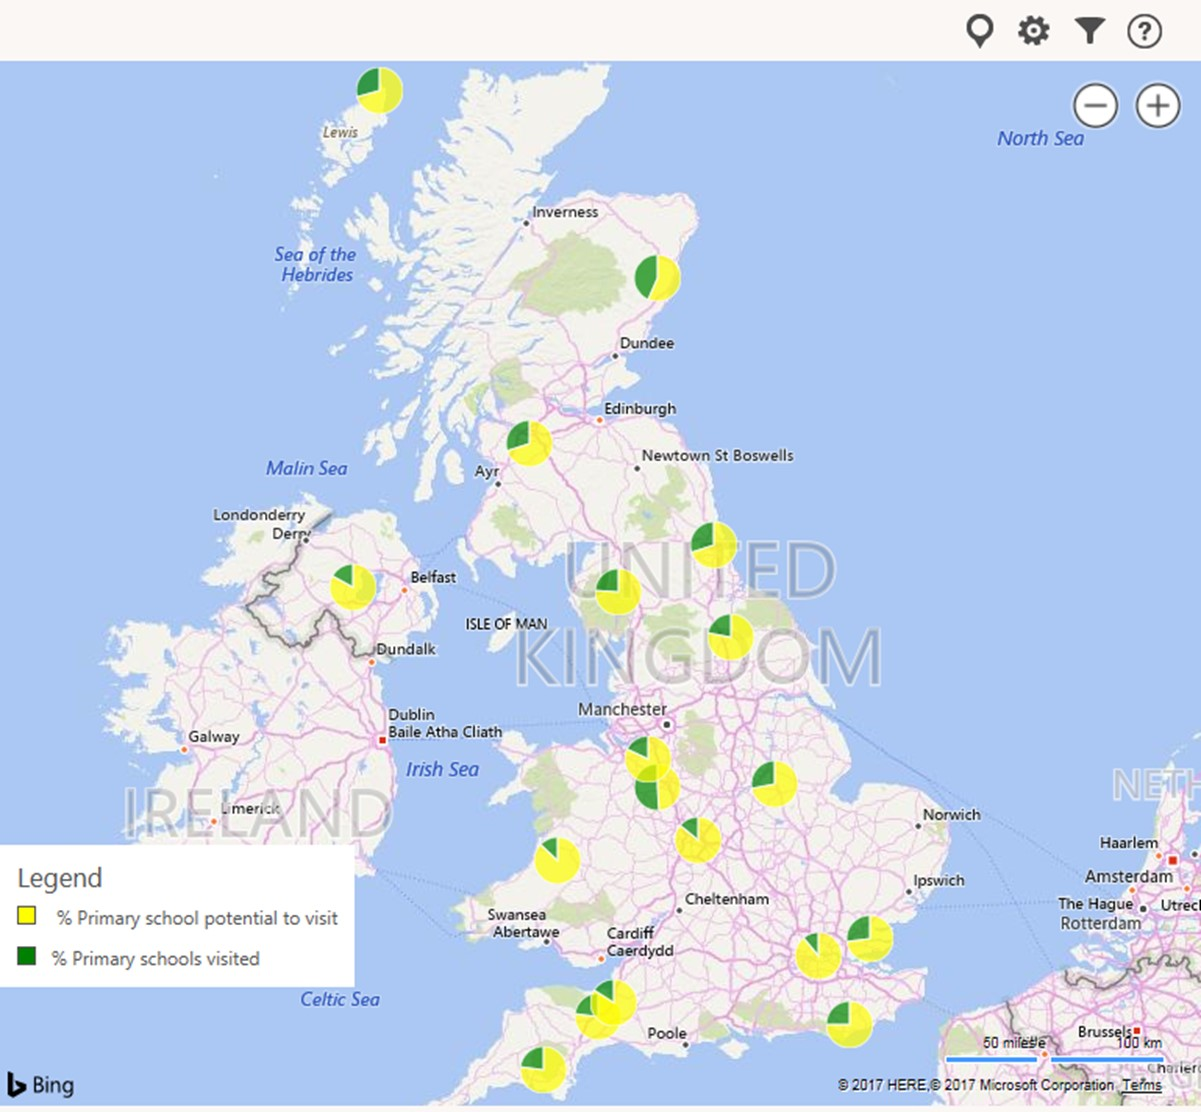 Lewis
North Sea
Inverness
Sea of the
Hebrides
Dundee
Edinburgh
Newtown St Boswells
Malin Sea
Ayr
Londonderry
Derry
UNITED
KINGDOM
Belfast
ISLE OF MAN
Dundalk
Manchester
Dublin
Baile Atha Cliath
Galway
Irish Sea
IRELAND
Limerick
NETH
Norwich
Haarlem
Amsterdam
Ipswich
The Hague
Utrec
Rotterdam
Legend
% Primary school potential to visit
% Primary schools visited
Cheltenham
Swansea
Abertawe
Cardiff
Caerdydd
Celtic Sea
Poole
Brussels
50 miles
100 km
Charler
Bing
© 2017 HERE,© 2017 Microsoft Corporation Terms